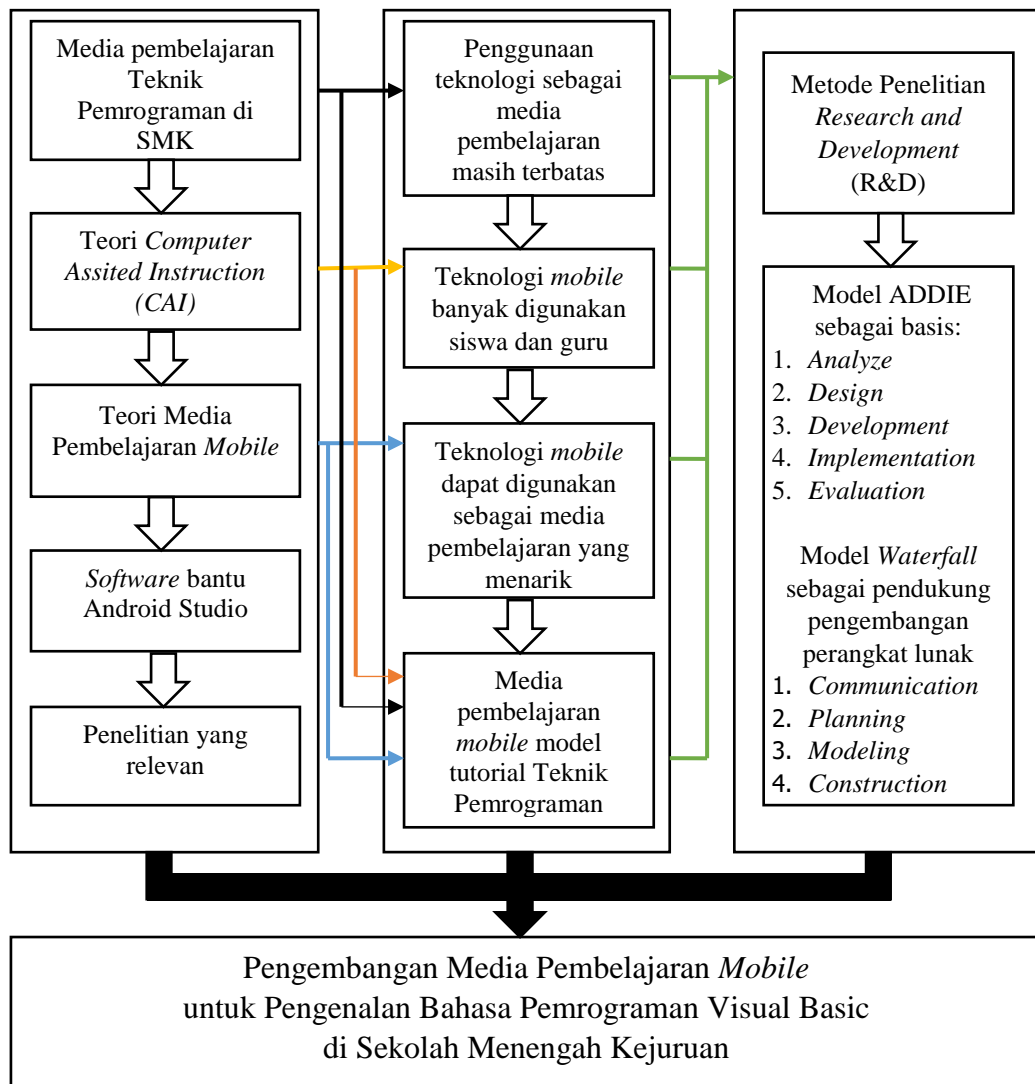 Media pembelajaran
Teknik
Pemrograman di
SMK
Teori Computer
Assited Instruction
(CAI)
Teori Media
Pembelajaran Mobile
Software bantu
Android Studio
Penelitian yang
relevan
Penggunaan
teknologi sebagai
media
pembelajaran
masih terbatas
Teknologi mobile
banyak digunakan
siswa dan guru
Teknologi mobile
dapat digunakan
sebagai media
pembelajaran yang
menarik
Media
pembelajaran
mobile model
tutorial Teknik
Pemrograman
Metode Penelitian
Research and
Development
(R&D)
Model ADDIE
sebagai basis:
1. Analyze
2. Design
3. Development
4. Implementation
5. Evaluation
Model Waterfall
sebagai pendukung
pengembangan
perangkat lunak
1. Communication
2. Planning
3. Modeling
4. Construction
Pengembangan Media Pembelajaran Mobile
untuk Pengenalan Bahasa Pemrograman Visual Basic
di Sekolah Menengah Kejuruan